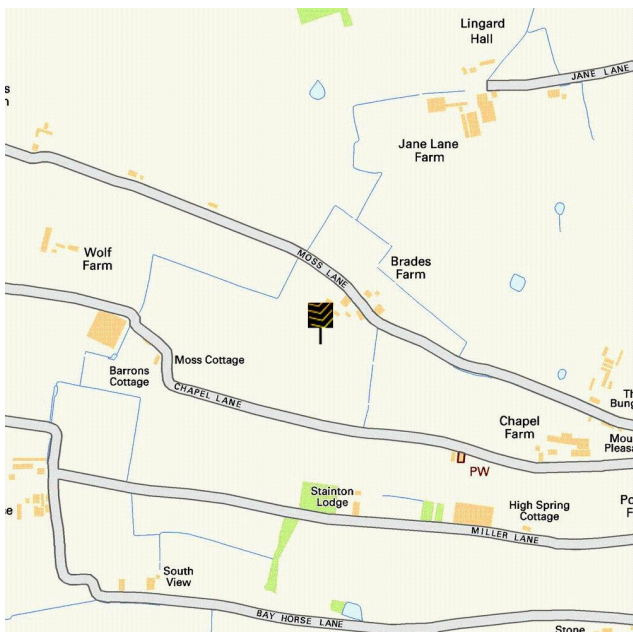 Lingard
Hall
JANE LANE
Jane Lane
Farm
Wolf
Farm
MOSS LANE
Brades
Farm
Moss Cottage
Barrons
Cottage
CHAPEL LANE
Chapel
Farm
PW
Stainton
Lodge
High Spring
Cottage
MILLER LANE
South
View
BAY HORSE LANE
Stone